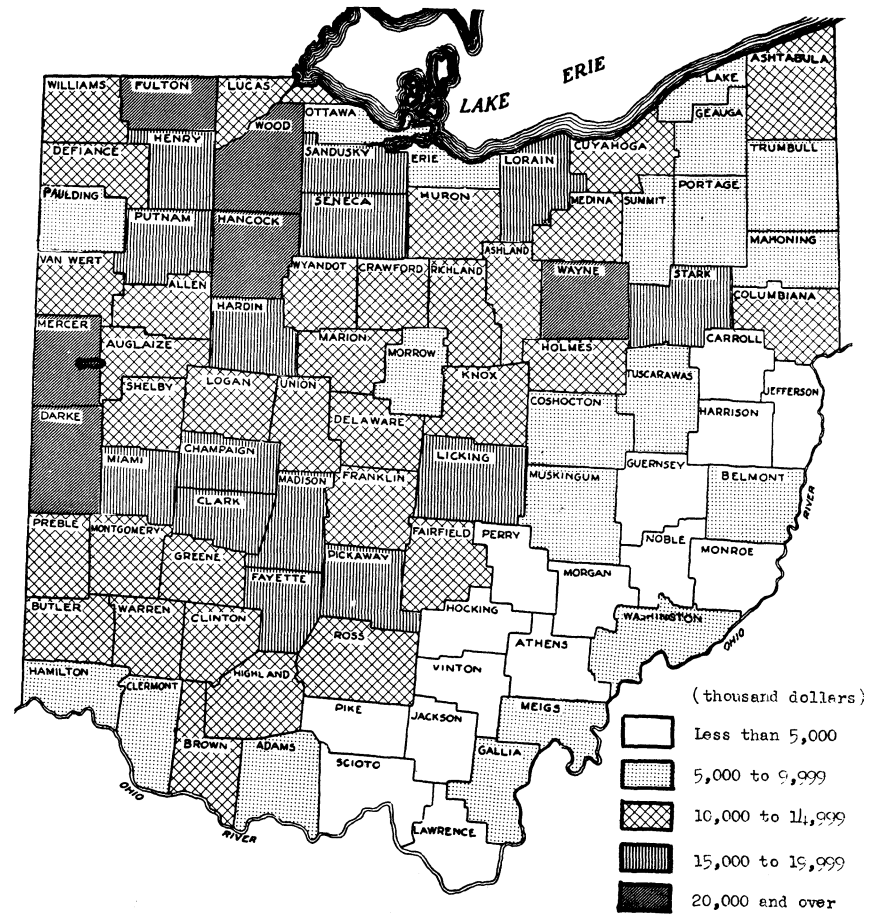 LAKE ERIE
ASHTABULA
LAKE
WILLIAMS FULTON LUCAS
GEAUGA
OTTAWA
WOOD
HENRY
CUYAHOGA TRUMBULL
DEFIANCE SANDUSKY ERIE LORAIN
PORTAGE
PAULDING SENECA HURON MEDINA SUMMIT
PUTNAM HANCOCK
MAHONING
ASHLAND
VAN WERT WYANDOT CRAWFORD RICHLAND WAYNE STARK
ALLEN
COLUMBIANA
HARDIN
MERCER
AUGLAIZE MARION HOLMES CARROLL
MORROW
SHELBY LOGAN UNION KNOX TUSCARAWAS
JEFFERSON
COSHOCTON
DARKE DELAWARE HARRISON
CHAMPAIGN
MIAMI LICKING GUERNSEY
MADISON FRANKLIN MUSKINGUM BELMONT
CLARK
RIVER
PREBLE MONTGOMERY FAIRFIELD PERRY
NOBLE
GREENE PICKAWAY MONROE
FAYETTE MORGAN
BUTLER WARREN HOCKING
CLINTON WASHINGTON
ROSS ATHENS OHIO
HAMILTON HIGHLAND VINTON
CLERMONT
(thousand dollars)
PIKE JACKSON MEIGS
Less than 5,000
BROWN ADAMS GALLIA
SCIOTO
5,000 to 9,999
OHIO
10,000 to 14,999
RIVER LAWRENCE
15,000 to 19,999
20,000 and over